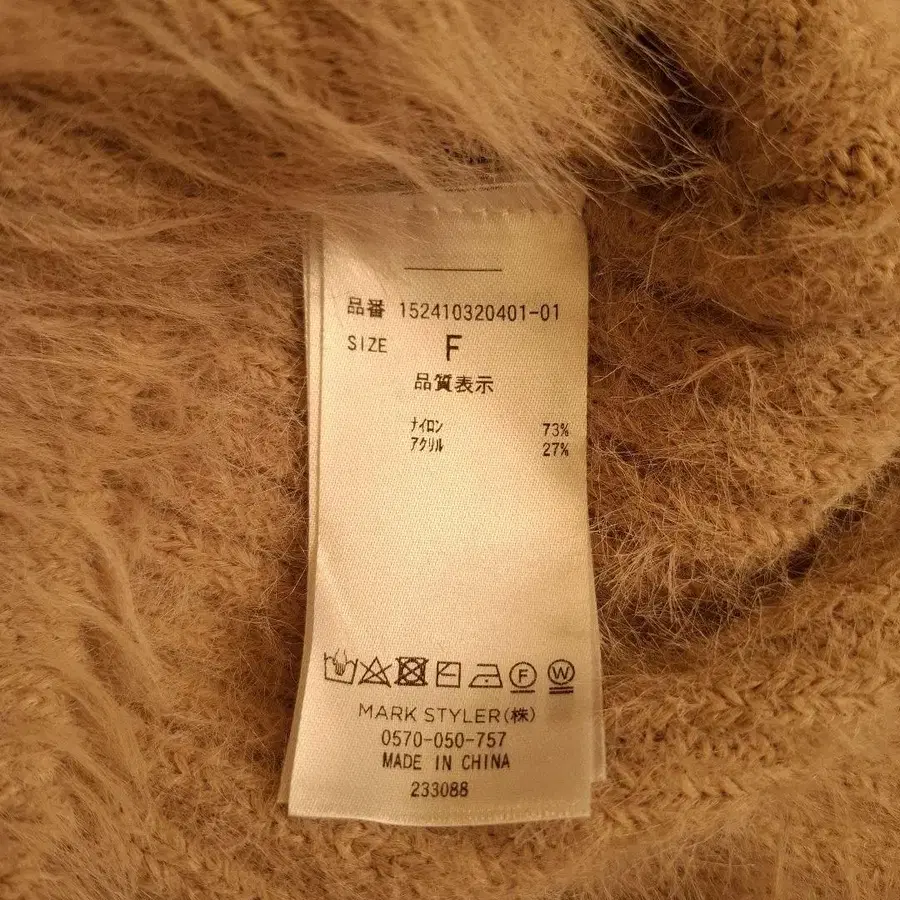 品番 152410320401-01
SIZE F
品質表示
ナイロン 73%
アクリル 27%
F W
MARK STYLER(株)
0570-050-757
MADE IN CHINA
233088